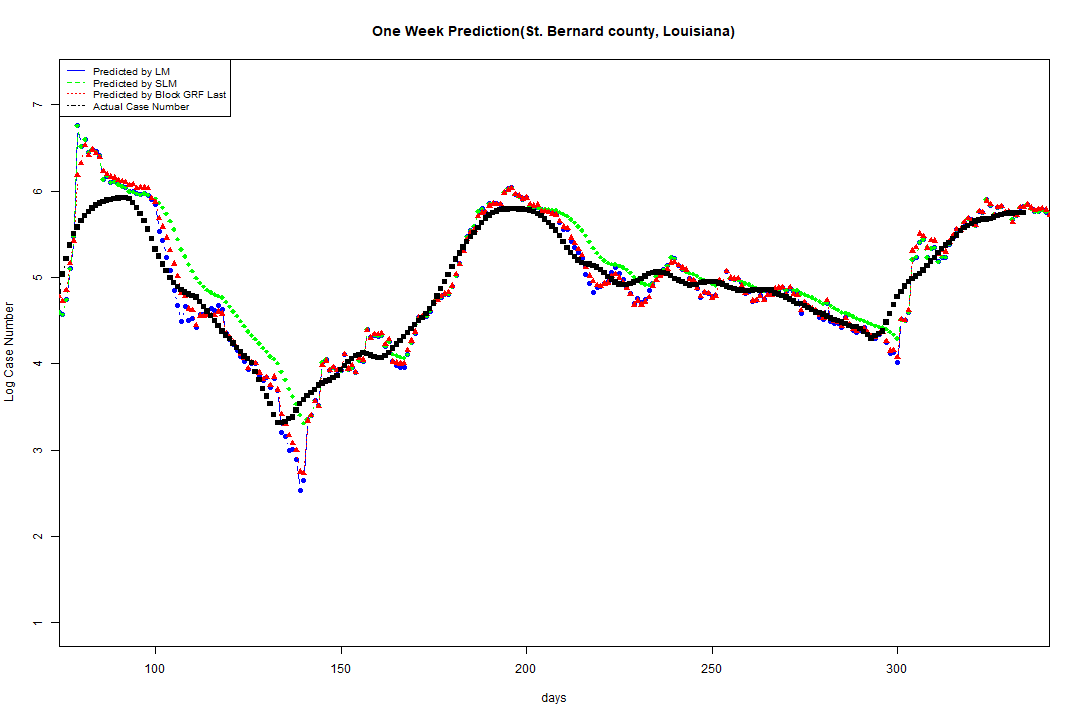 One Week Prediction(St. Bernard county, Louisiana)
Predicted by LM
Predicted by SLM
Predicted by Block GRF Last
Actual Case Number
Log Case Number
7
6
5
4
3
2
1
100 150 200 250 300
days